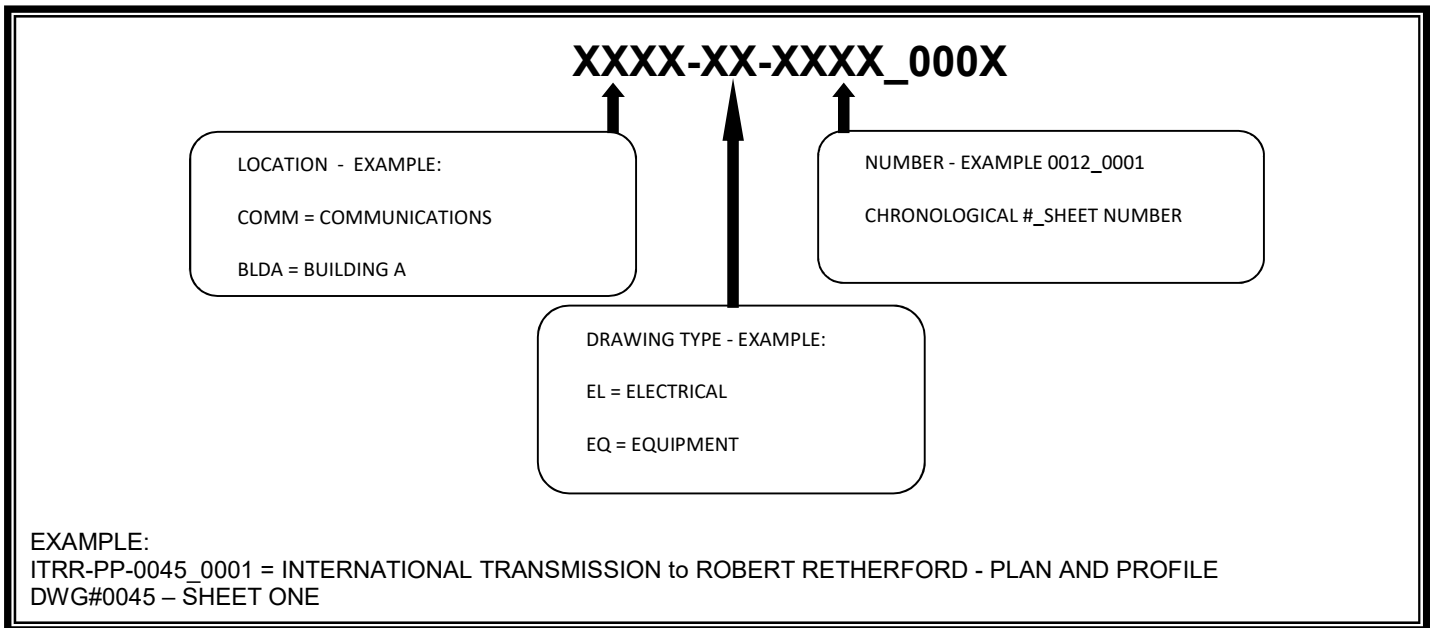 XXXX-XX-XXXX_000X
LOCATION - EXAMPLE:
COMM = COMMUNICATIONS
BLDA = BUILDING A
NUMBER - EXAMPLE 0012_0001
CHRONOLOGICAL #_SHEET NUMBER
DRAWING TYPE - EXAMPLE:
EL = ELECTRICAL
EQ = EQUIPMENT
EXAMPLE:
ITRR-PP-0045_0001 = INTERNATIONAL TRANSMISSION to ROBERT RETHERFORD - PLAN AND PROFILE
DWG#0045 – SHEET ONE